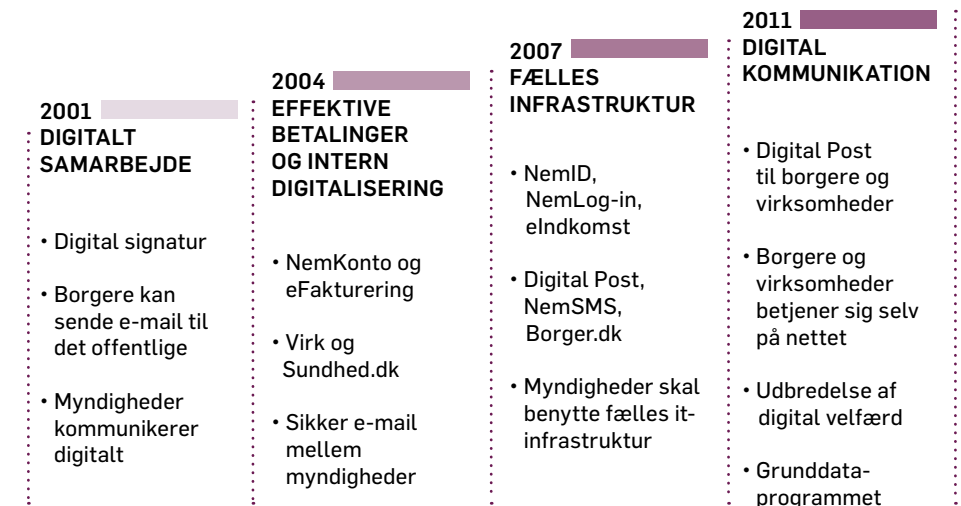 2001
DIGITALT
SAMARBEJDE
• Digital signatur
• Borgere kan
sende e-mail til
det offentlige
• Myndigheder
kommunikerer
digitalt
2004
EFFEKTIVE
BETALINGER
OG INTERN
DIGITALISERING
• NemKonto og
eFakturering
• Virk og
Sundhed.dk
• Sikker e-mail
mellem
myndigheder
2007
FÆLLES
INFRASTRUKTUR
• NemID,
NemLog-in,
eIndkomst
• Digital Post,
NemSMS,
Borger.dk
• Myndigheder skal
benytte fælles it-
infrastruktur
2011
DIGITAL
KOMMUNIKATION
• Digital Post
til borgere og
virksomheder
• Borgere og
virksomheder
betjener sig selv
på nettet
• Udbredelse af
digital velfærd
• Grunddata-
programmet